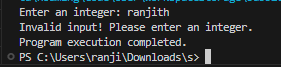 Enter an integer: ranjith
Invalid input! Please enter an integer.
Program execution completed.
PS C:\Users\ranji\Downloads\s>